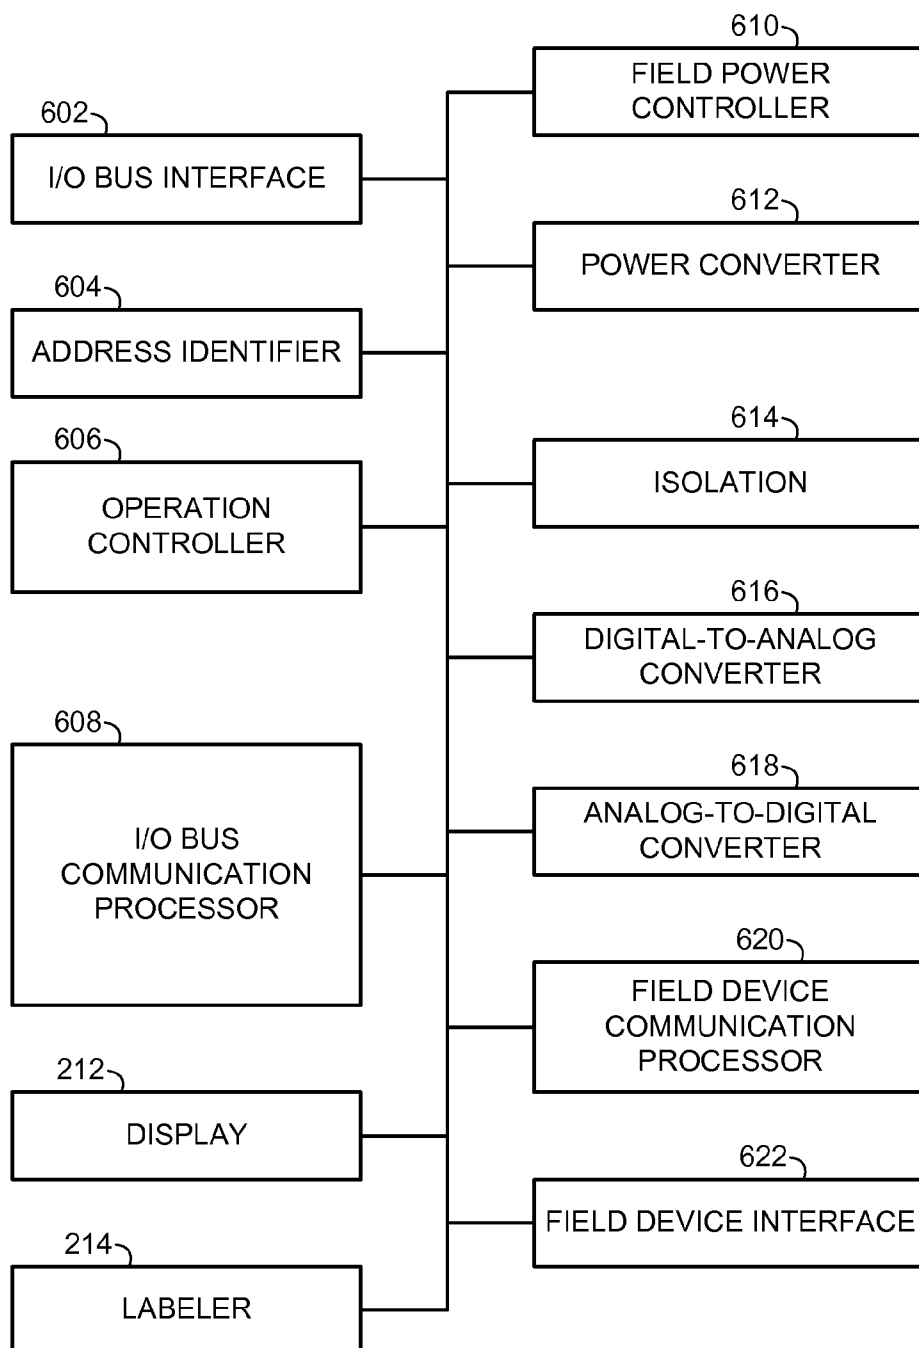 602
I/O BUS INTERFACE
604
ADDRESS IDENTIFIER
606
OPERATION
CONTROLLER
608
I/O BUS
COMMUNICATION
PROCESSOR
212
DISPLAY
214
LABELER
610
FIELD POWER
CONTROLLER
612
POWER CONVERTER
614
ISOLATION
616
DIGITAL-TO-ANALOG
CONVERTER
618
ANALOG-TO-DIGITAL
CONVERTER
620
FIELD DEVICE
COMMUNICATION
PROCESSOR
622
FIELD DEVICE INTERFACE